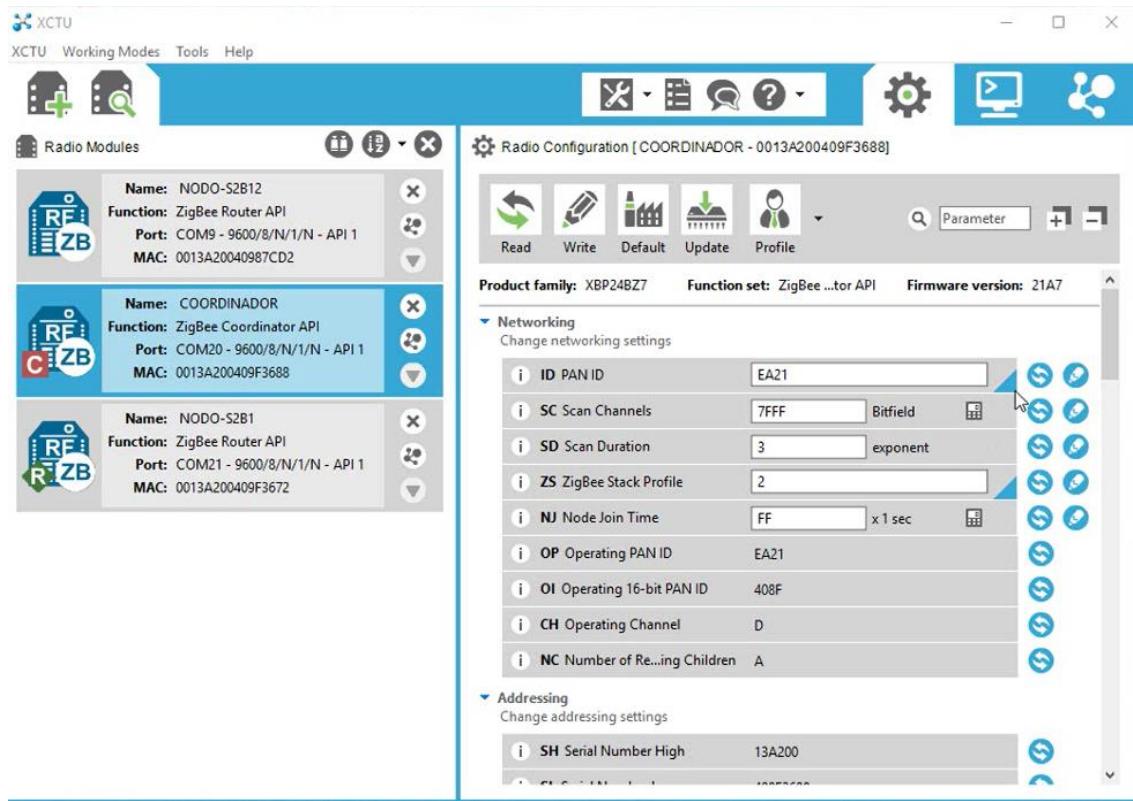 XCTU
XCTU Working Modes Tools Help
Radio Modules
Name: NODO-S2B12
Function: ZigBee Router API
Port: COM9 - 9600/8/N/1/N - API 1
MAC: 0013A20040987CD2
Name: COORDINADOR
Function: ZigBee Coordinator API
Port: COM20 - 9600/8/N/1/N - API 1
MAC: 0013A200409F3688
Name: NODO-S2B1
Function: ZigBee Router API
Port: COM21 - 9600/8/N/1/N - API 1
MAC: 0013A200409F3672
RF
ZB
RF
C ZB
RF
R ZB
Radio Configuration [ COORDINADOR - 0013A200409F3688]
Read Write Default Update Profile
Parameter
Product family: XBP24BZ7 Function set: ZigBee ...tor API Firmware version: 21A7
Networking
Change networking settings
i ID PAN ID EA21
i SC Scan Channels 7FFF Bitfield
i SD Scan Duration 3 exponent
i ZS ZigBee Stack Profile 2
i NJ Node Join Time FF x 1 sec
i OP Operating PAN ID EA21
i OI Operating 16-bit PAN ID 408F
i CH Operating Channel D
i NC Number of Re...ing Children A
Addressing
Change addressing settings
i SH Serial Number High 13A200